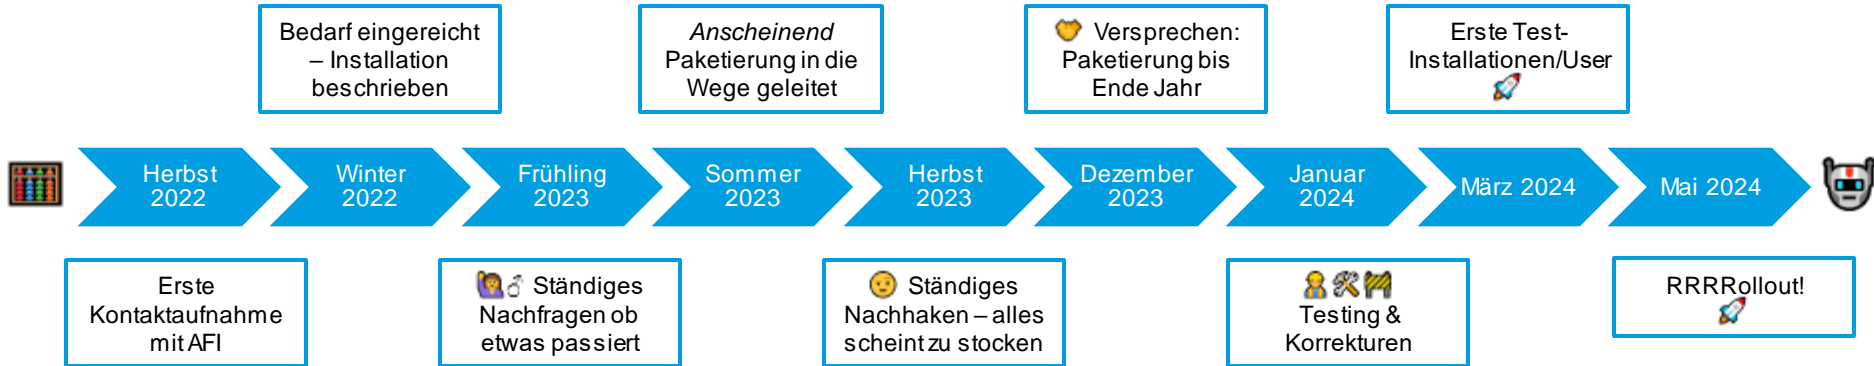 Bedarf eingereicht
– Installation
beschrieben
Anscheinend
Paketierung in die
Wege geleitet
Versprechen:
Paketierung bis
Ende Jahr
Erste Test-
Installationen/User
Herbst
2022
Winter
2022
Frühling
2023
Sommer
2023
Herbst
2023
Dezember
2023
Januar
2024
März 2024
Mai 2024
Erste
Kontaktaufnahme
mit AFI
Ständiges
Nachfragen ob
etwas passiert
Ständiges
Nachhaken – alles
scheint zu stocken
Testing &
Korrekturen
RRRRollout!